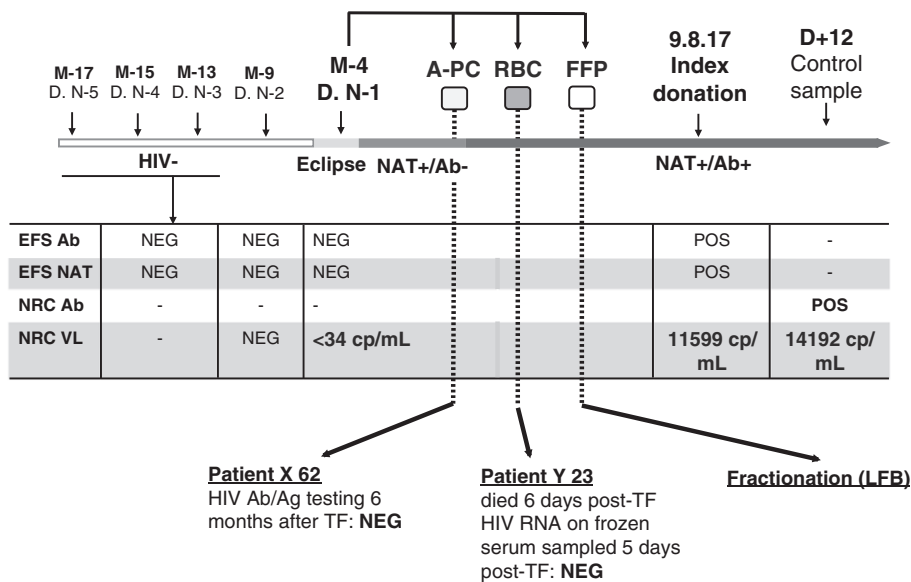 M-17 M-15 M-13 M-9 M-4 A-PC RBC FFP 9.8.17 D+12
D. N-5 D. N-4 D. N-3 D. N-2 D. N-1 Index Control
donation sample
HIV- Eclipse NAT+/Ab- NAT+/Ab+
EFS Ab NEG NEG NEG POS -
EFS NAT NEG NEG NEG POS -
NRC Ab - - - POS
NRC VL - NEG <34 cp/mL 11599 cp/ 14192 cp/
mL mL
Patient X 62
HIV Ab/Ag testing 6
months after TF: NEG
Patient Y 23
died 6 days post-TF
HIV RNA on frozen
serum sampled 5 days
post-TF: NEG
Fractionation (LFB)